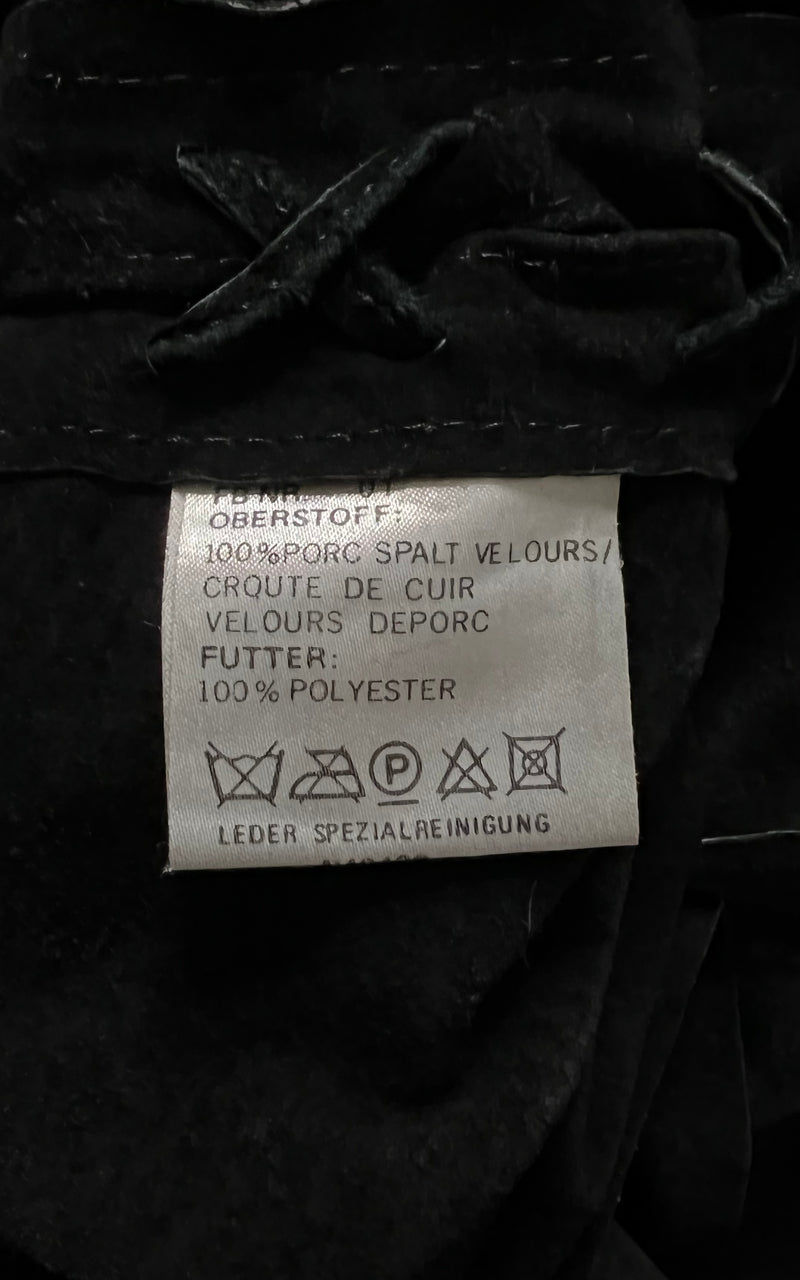 OBERSTOFF:
100%PORC SPALT VELOURS/
CROUTE DE CUIR
VELOURS DEPORC
FUTTER:
100% POLYESTER
P
LEDER SPEZIALREINIGUNG